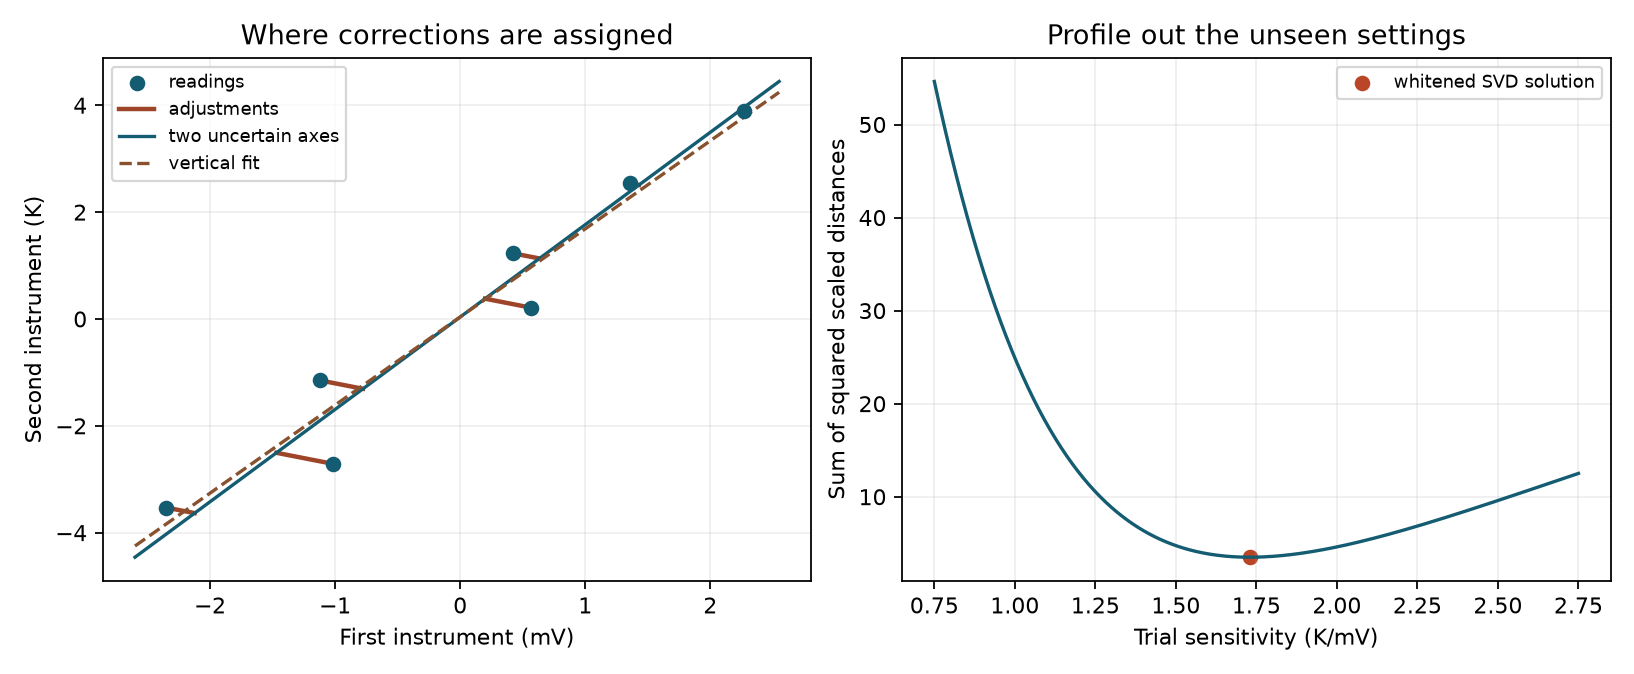 Where corrections are assigned
readings
adjustments
two uncertain axes
vertical fit
4
2
0
−2
−4
−2
−1
0
1
2
Second instrument (K)
First instrument (mV)
Profile out the unseen settings
whitened SVD solution
50
40
30
20
10
0.75
1.00
1.25
1.50
1.75
2.00
2.25
2.50
2.75
Sum of squared scaled distances
Trial sensitivity (K/mV)